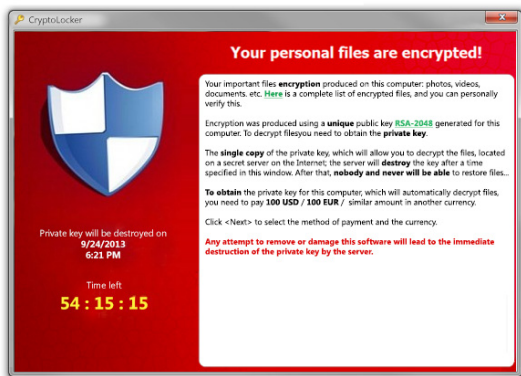 CryptoLocker
Your personal files are encrypted!
Your important files encryption produced on this computer: photos, videos,
documents. etc. Here is a complete list of encrypted files, and you can personally
verify this.
Encryption was produced using a unique public key RSA-2048 generated for this
computer. To decrypt filesyou need to obtain the private key.
The single copy of the private key, which will allow you to decrypt the files, located
on a secret server on the Internet; the server will destroy the key after a time
specified in this window. After that, nobody and never will be able to restore files...
To obtain the private key for this computer, which will automatically decrypt files,
you need to pay 100 USD / 100 EUR / similar amount in another currency.
Click <Next> to select the method of payment and the currency.
Any attempt to remove or damage this software will lead to the immediate
destruction of the private key by the server.
Private key will be destroyed on
9/24/2013
6:21 PM
Time left
54 : 15 : 15